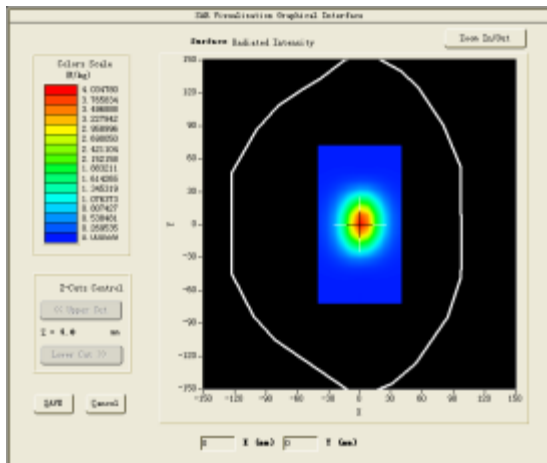 SAR Visualisation Graphical Interface
Surface Radiated Intensity
Zoom In/Out
Colors Scale
(W/kg)
4.034780
3.765834
3.496888
3.227942
2.958996
2.690050
2.421104
2.152158
1.883211
1.614265
1.345319
1.076373
0.807427
0.538481
0.269535
150
120
90
60
30
0
-30
-60
-90
-120
-150
Y
-150 -120 -90 -60 -30 0 30 60 90 120 150
X
Z-Cuts Control
<< Upper Cut
Z = 4.0 mm
Lower Cut >>
SAVE Cancel
0 X (mm) 0 Y (mm)